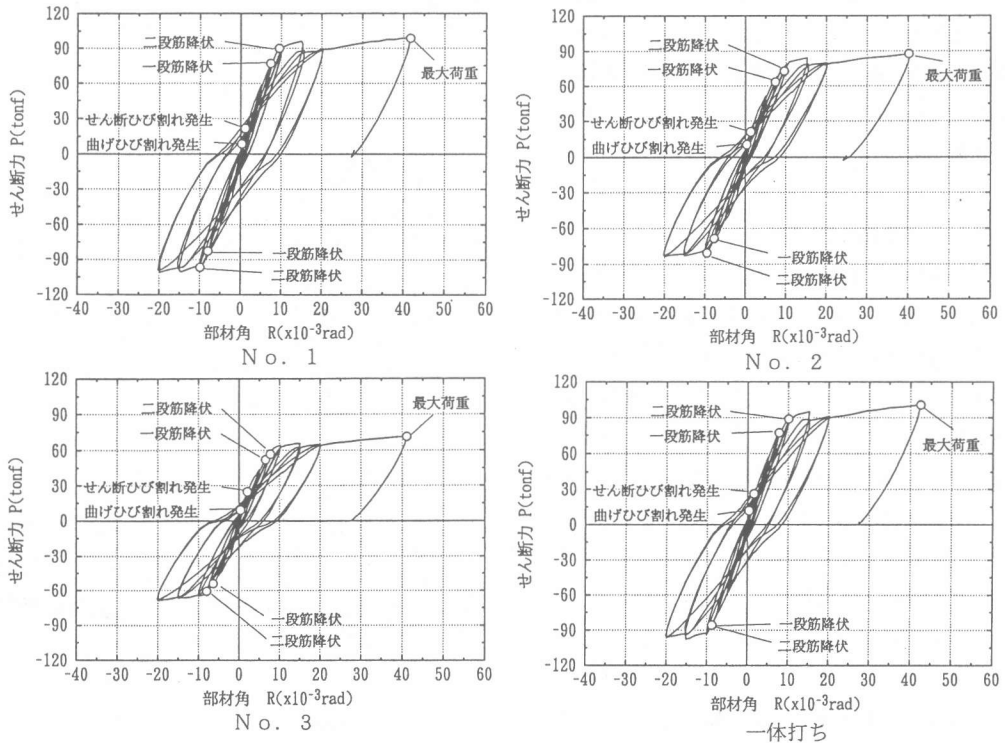 せん断力 P(tonf)
120
90
60
30
0
-30
-60
-90
-120
二段筋降伏
一段筋降伏
最大荷重
せん断ひび割れ発生
曲げひび割れ発生
一段筋降伏
二段筋降伏
-40 -30 -20 -10 0 10 20 30 40 50 60
部材角 R(x10⁻³rad)
No. 1
せん断力 P(tonf)
120
90
60
30
0
-30
-60
-90
-120
二段筋降伏
一段筋降伏
最大荷重
せん断ひび割れ発生
曲げひび割れ発生
一段筋降伏
二段筋降伏
-40 -30 -20 -10 0 10 20 30 40 50 60
部材角 R(x10⁻³rad)
No. 2
せん断力 P(tonf)
120
90
60
30
0
-30
-60
-90
-120
二段筋降伏
最大荷重
一段筋降伏
せん断ひび割れ発生
曲げひび割れ発生
一段筋降伏
二段筋降伏
-40 -30 -20 -10 0 10 20 30 40 50 60
部材角 R(x10⁻³rad)
No. 3
せん断力 P(tonf)
120
90
60
30
0
-30
-60
-90
-120
二段筋降伏
一段筋降伏
最大荷重
せん断ひび割れ発生
曲げひび割れ発生
一段筋降伏
二段筋降伏
-40 -30 -20 -10 0 10 20 30 40 50 60
部材角 R(x10⁻³rad)
一体打ち